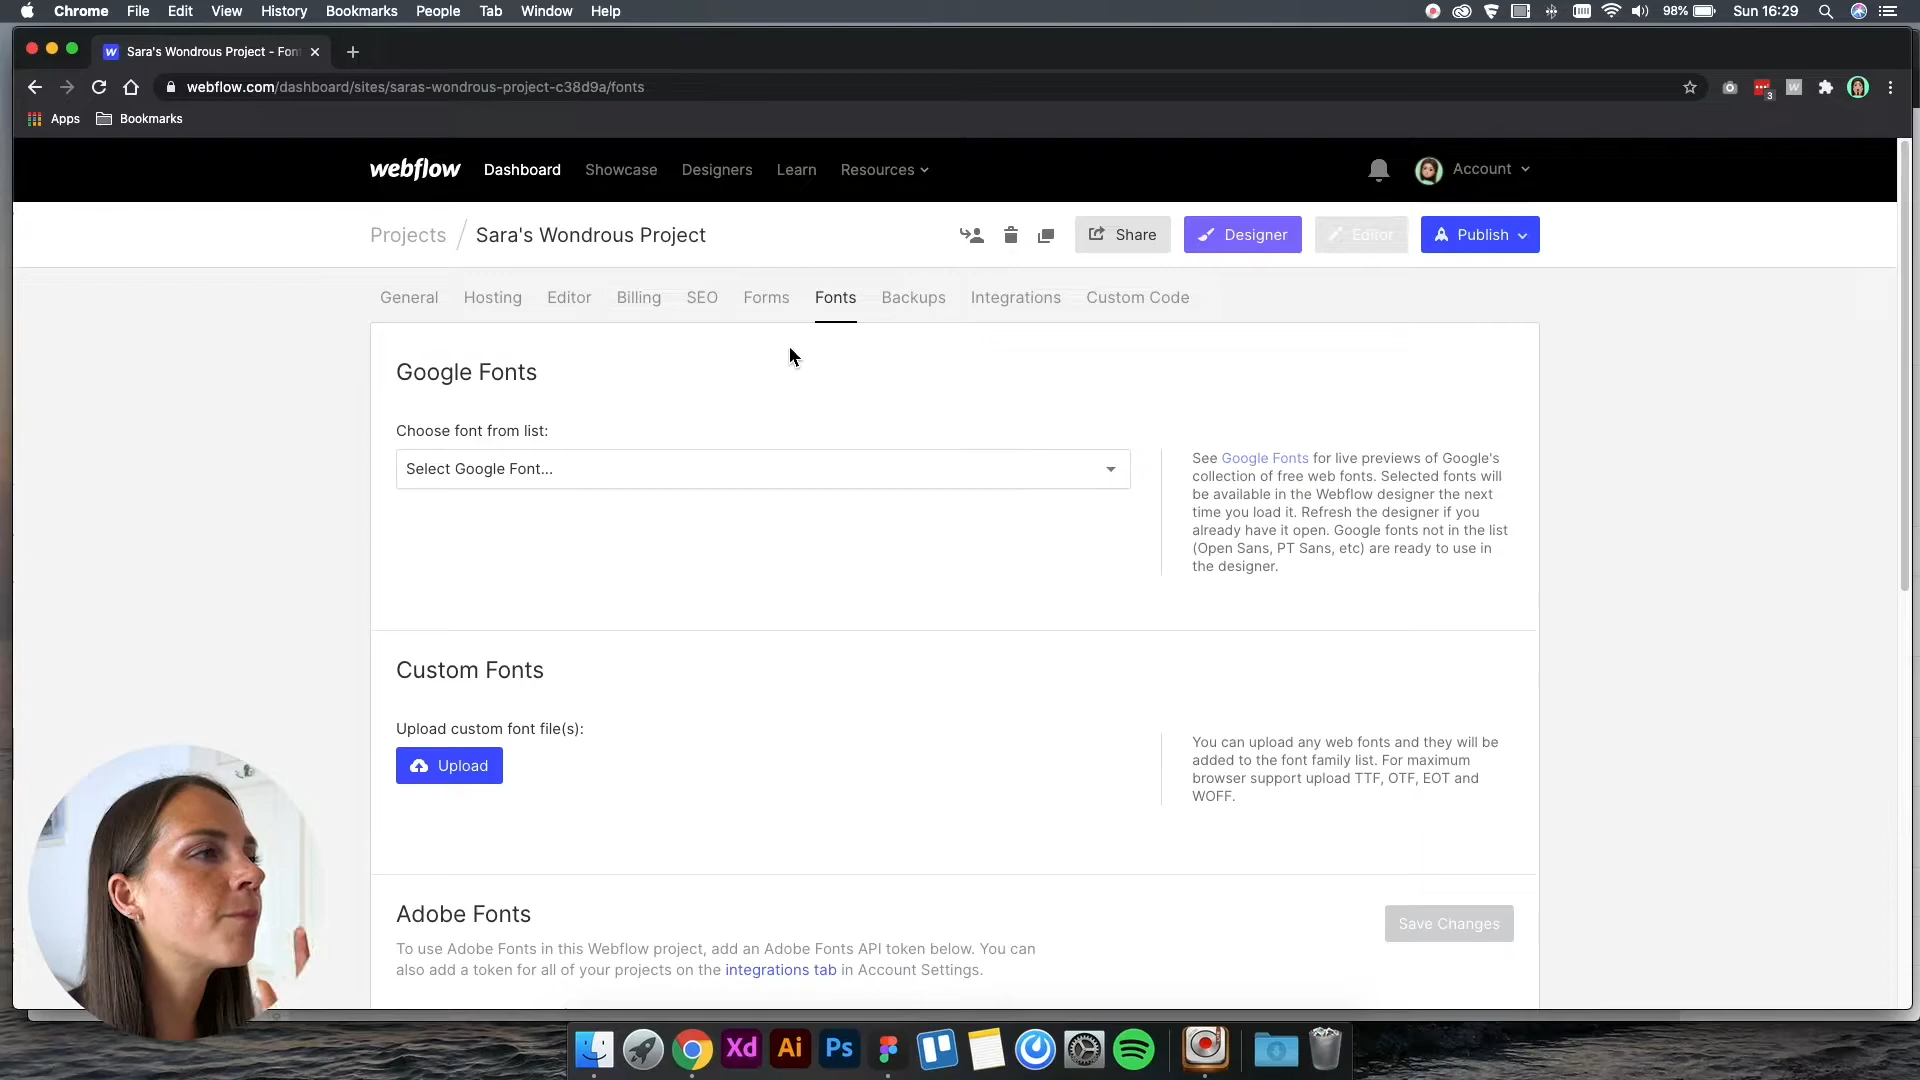 Chrome File Edit View History Bookmarks People Tab Window Help 98% Sun 16:29
W Sara's Wondrous Project - Fon
webflow.com/dashboard/sites/saras-wondrous-project-c38d9a/fonts
3 W
Apps Bookmarks
webflow Dashboard Showcase Designers Learn Resources Account
Projects / Sara's Wondrous Project Share Designer Editor Publish
General Hosting Editor Billing SEO Forms Fonts Backups Integrations Custom Code
Google Fonts
Choose font from list:
Select Google Font...
See Google Fonts for live previews of Google's
collection of free web fonts. Selected fonts will
be available in the Webflow designer the next
time you load it. Refresh the designer if you
already have it open. Google fonts not in the list
(Open Sans, PT Sans, etc) are ready to use in
the designer.
Custom Fonts
Upload custom font file(s):
Upload
You can upload any web fonts and they will be
added to the font family list. For maximum
browser support upload TTF, OTF, EOT and
WOFF.
Adobe Fonts
Save Changes
To use Adobe Fonts in this Webflow project, add an Adobe Fonts API token below. You can
also add a token for all of your projects on the integrations tab in Account Settings.
Xd Ai Ps